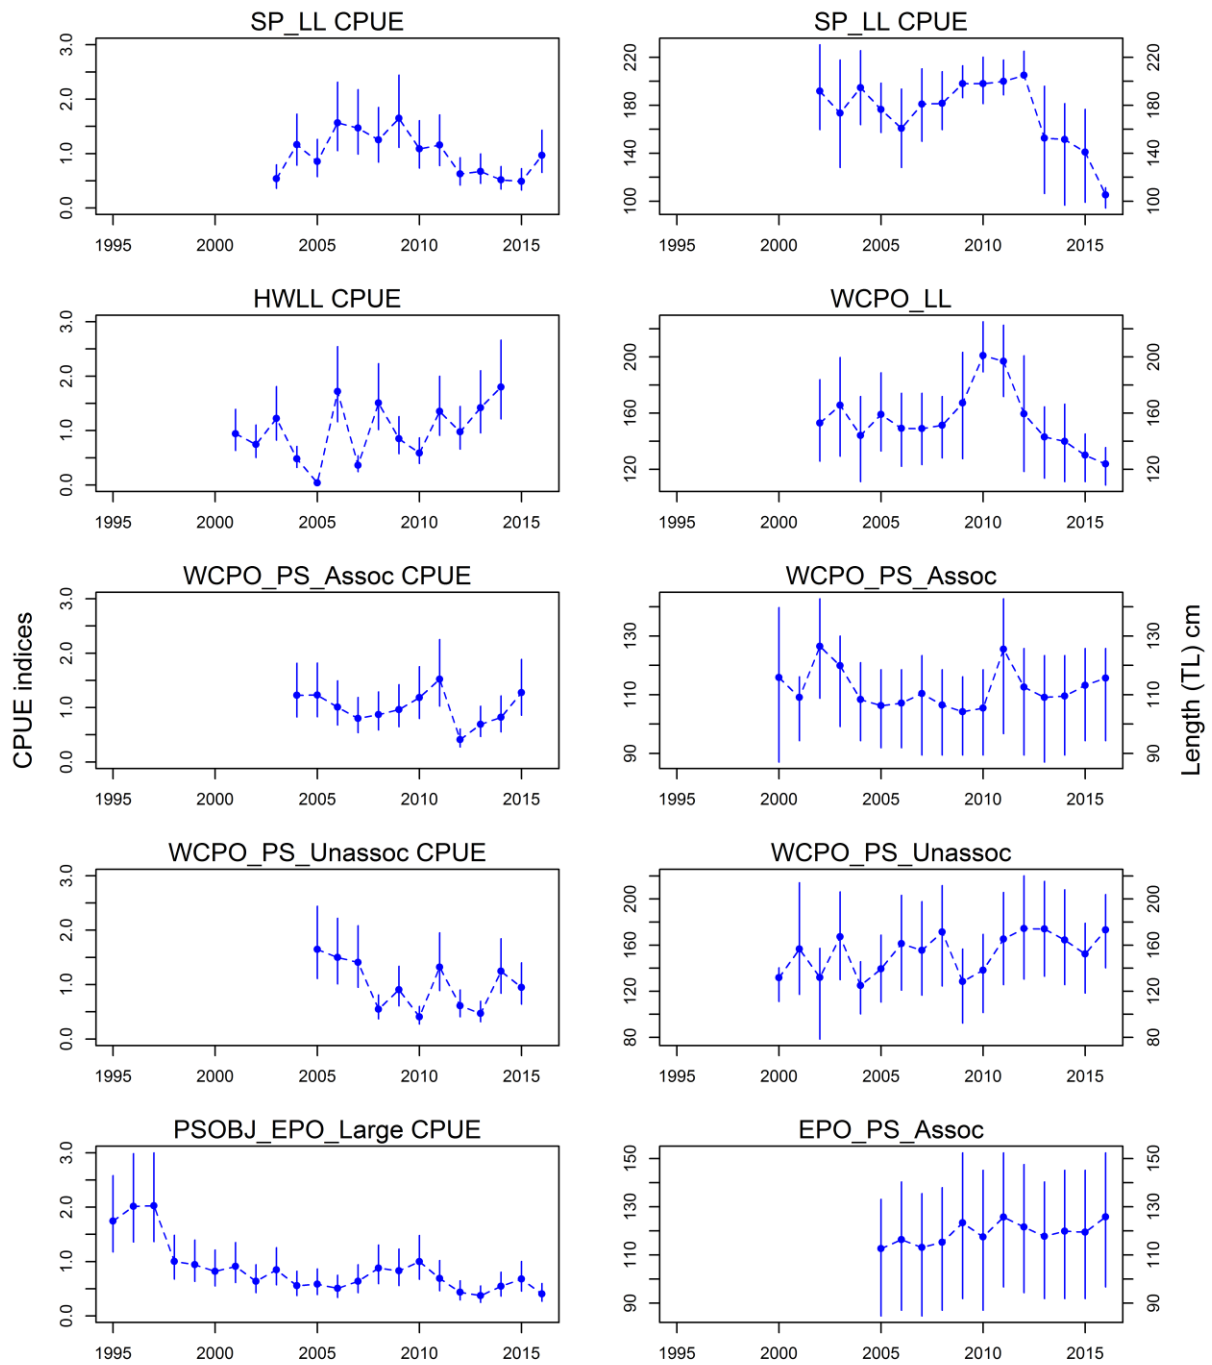 SP_LL CPUE
3.0
2.0
1.0
0.0
1995 2000 2005 2010 2015
SP_LL CPUE
220
180
140
100
220
180
140
100
1995 2000 2005 2010 2015
HWLL CPUE
3.0
2.0
1.0
0.0
1995 2000 2005 2010 2015
WCPO_LL
200
160
120
200
160
120
1995 2000 2005 2010 2015
WCPO_PS_Assoc CPUE
3.0
2.0
1.0
0.0
1995 2000 2005 2010 2015
WCPO_PS_Assoc
130
110
90
130
110
90
1995 2000 2005 2010 2015
CPUE indices
Length (TL) cm
WCPO_PS_Unassoc CPUE
3.0
2.0
1.0
0.0
1995 2000 2005 2010 2015
WCPO_PS_Unassoc
200
160
120
80
220
180
140
80
1995 2000 2005 2010 2015
PSOBJ_EPO_Large CPUE
3.0
2.0
1.0
0.0
1995 2000 2005 2010 2015
EPO_PS_Assoc
150
130
110
90
150
130
110
90
1995 2000 2005 2010 2015